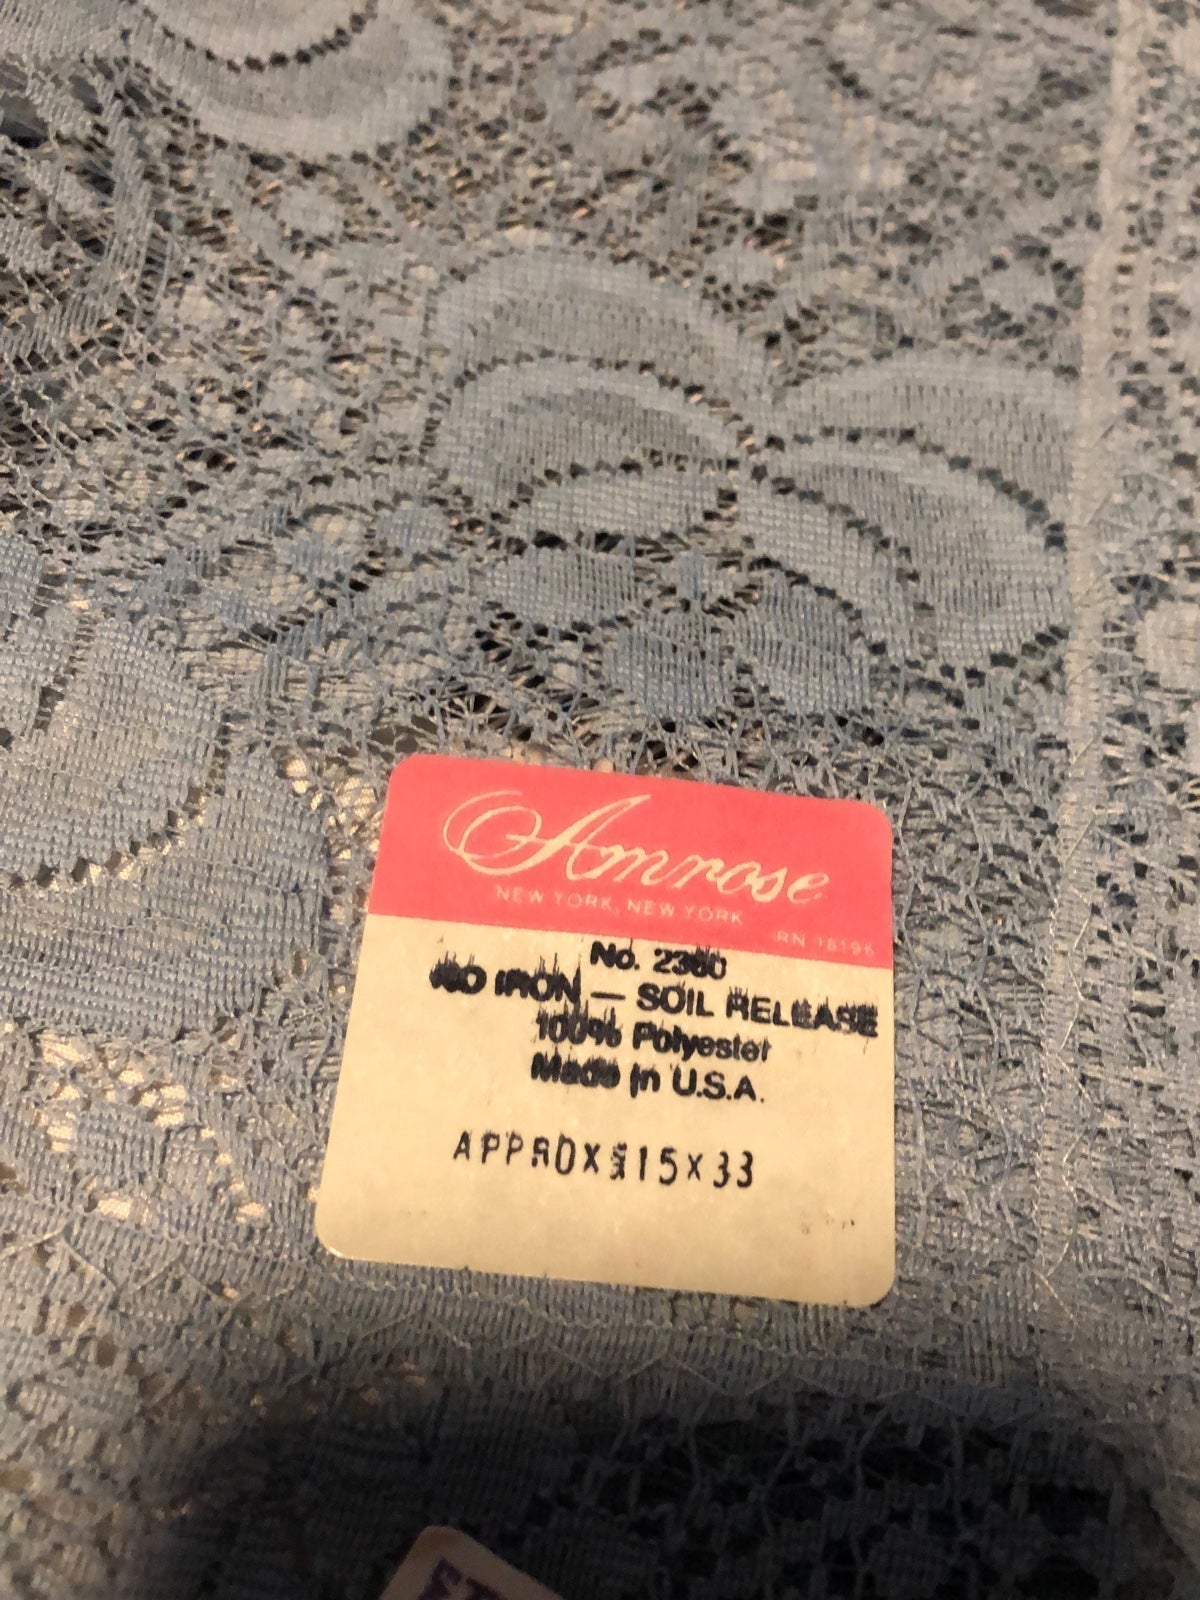 Amrose
NEW YORK, NEW YORK
RN 18196
No. 2360
NO IRON — SOIL RELEASE
100% Polyester
Made in U.S.A.
APPROX 15 x 33